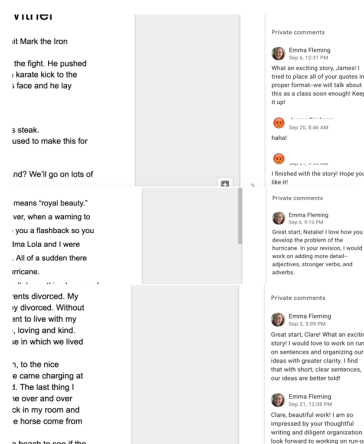 it Mark the Iron
the fight. He pushed
karate kick to the
s face and he lay
s steak.
used to make this for
nd? We'll go on lots of
means "royal beauty."
ver, when a warning to
you a flashback so you
dma Lola and I were
. All of a sudden there
urricane.
ents divorced. My
ey divorced. Without
ent to live with my
, loving and kind.
se in which we lived
n, to the nice
e came charging at
d. The last thing I
ne over and over
ck in my room and
e horse come from
Private comments
Emma Fleming
Sep 6, 12:31 PM
What an exciting story, James! I
tried to place all of your quotes in
proper format–we will talk about
this as a class soon enough! Keep
it up!
Sep 20, 8:46 AM
haha!
I finished with the story! Hope you
like it!
Private comments
Emma Fleming
Sep 6, 9:13 PM
Great start, Natalie! I love how you
develop the problem of the
hurricane. In your revision, I would
work on adding more detail–
adjectives, stronger verbs, and
adverbs.
Private comments
Emma Fleming
Sep 3, 5:09 PM
Great start, Clare! What an exciting
story! I would love to work on run
on sentences and organizing our
ideas with greater clarity. I find
that with short, clear sentences,
our ideas are better told!
Emma Fleming
Sep 21, 12:08 PM
Clare, beautiful work! I am so
impressed by your thoughtful
writing and diligent organization.
look forward to working on run-